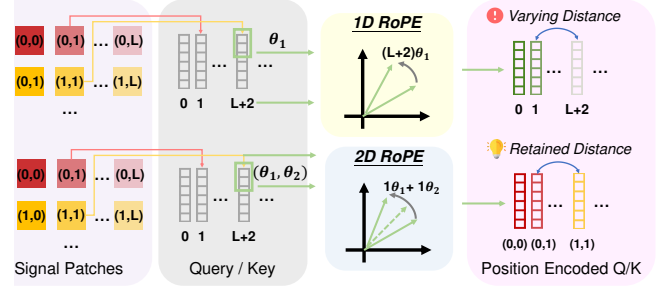 (0,0) (0,1) ... (0,L)
(0,1) (1,1) ... (1,L)
...
... ...
0 1 L+2
θ₁
1D RoPE
(L+2)θ₁
Varying Distance
... ...
0 1 L+2
(0,0) (0,1) ... (0,L)
(1,0) (1,1) ... (1,L)
...
... ...
0 1 L+2
(θ₁, θ₂)
2D RoPE
1θ₁ + 1θ₂
Retained Distance
... ...
(0,0) (0,1) (1,1)
Signal Patches
Query / Key
Position Encoded Q/K